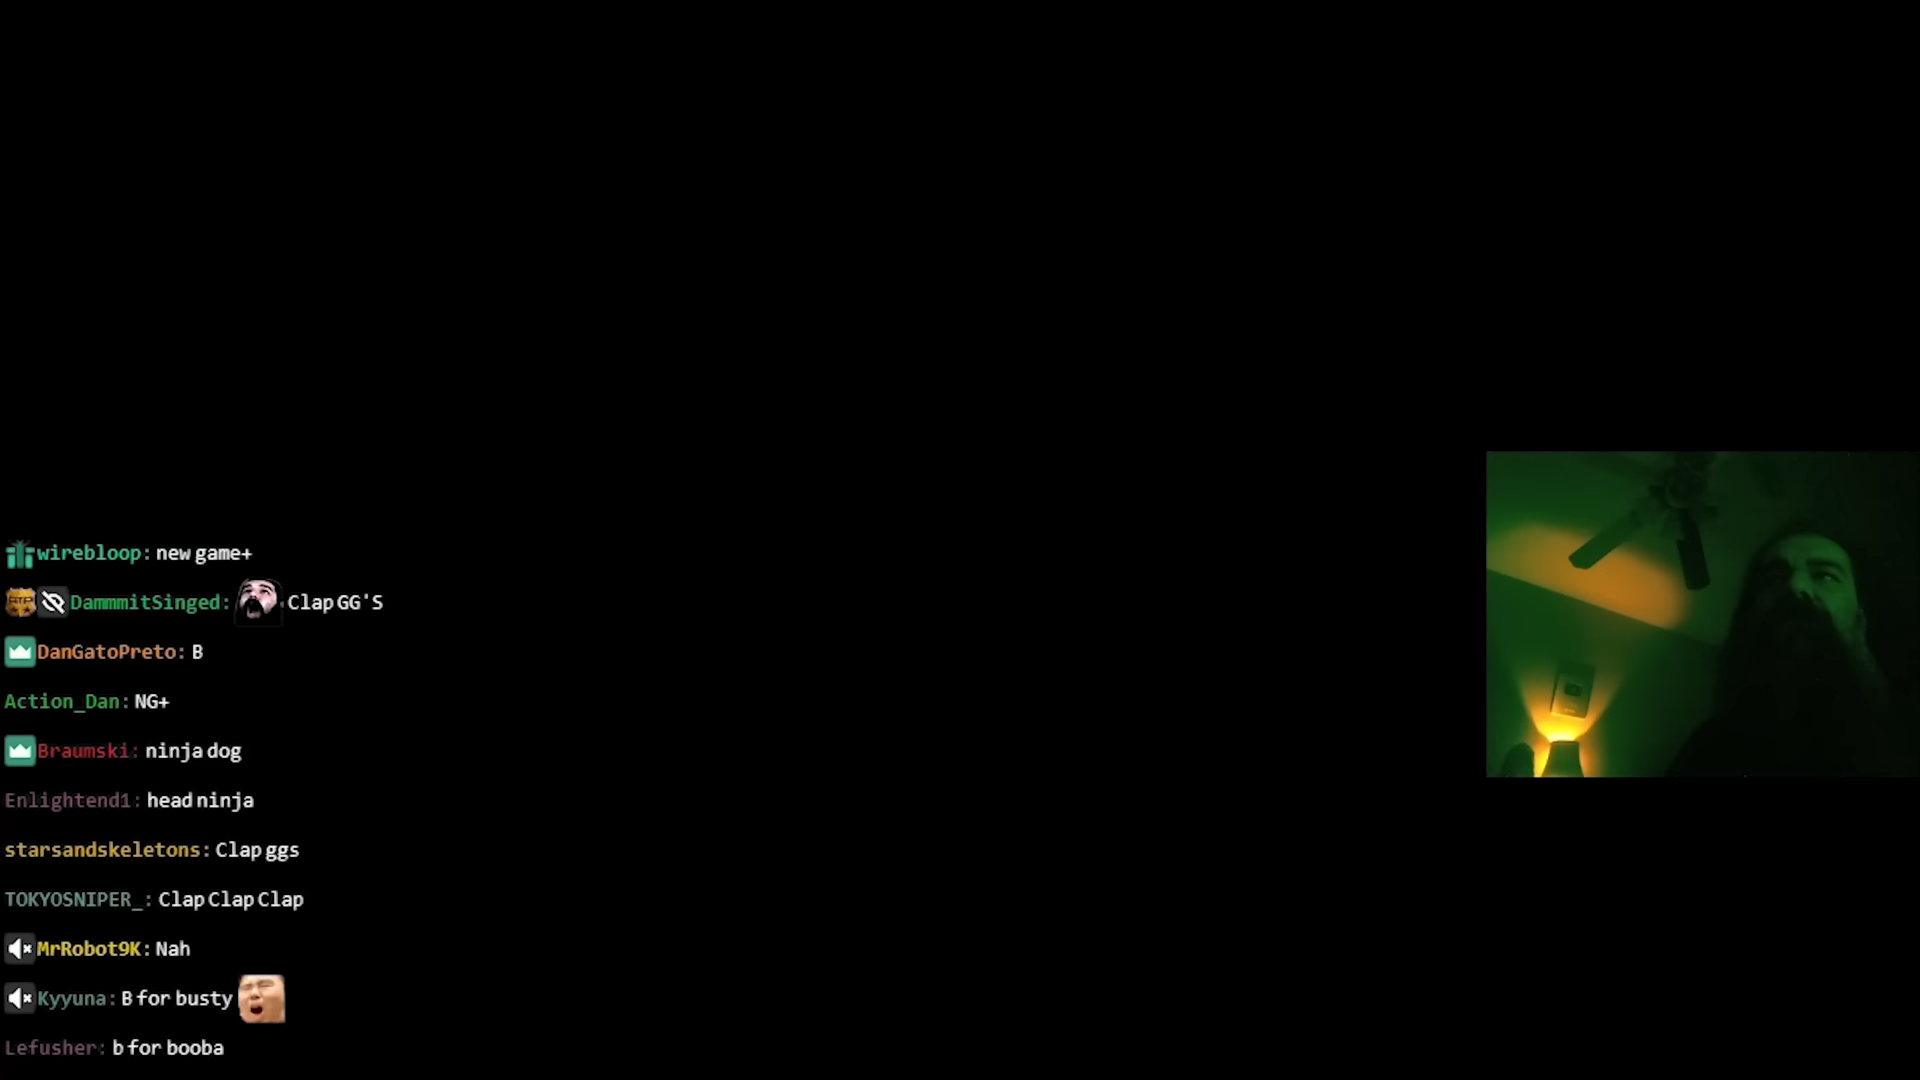 wirebloop: new game+
DammmitSinged: Clap GG'S
DanGatoPreto: B
Action_Dan: NG+
Braumski: ninja dog
Enlightend1: head ninja
starsandskeletons: Clap ggs
TOKYOSNIPER_: Clap Clap Clap
MrRobot9K: Nah
Kyyuna: B for busty
Lefusher: b for booba